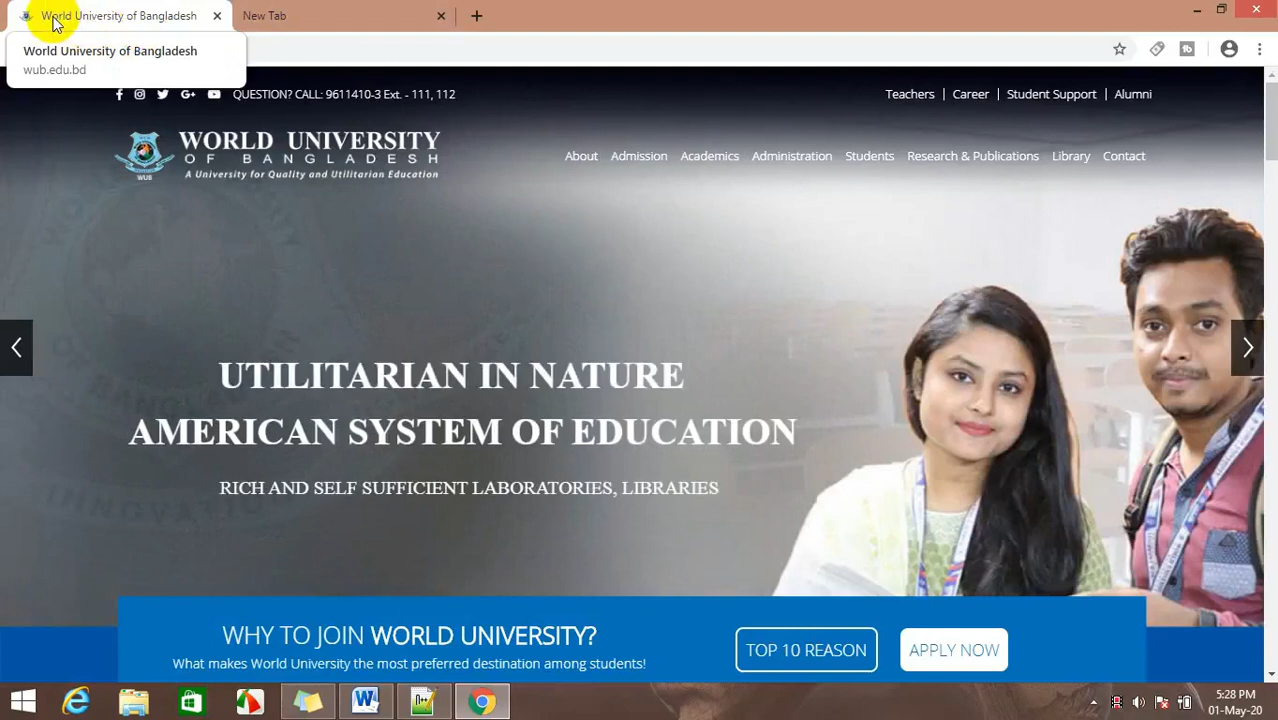 World University of Bangladesh
New Tab
World University of Bangladesh
wub.edu.bd
QUESTION? CALL: 9611410-3 Ext. - 111, 112
Teachers
Career
Student Support
Alumni
WUB
WORLD UNIVERSITY
OF BANGLADESH
A University for Quality and Utilitarian Education
About
Admission
Academics
Administration
Students
Research & Publications
Library
Contact
UTILITARIAN IN NATURE
AMERICAN SYSTEM OF EDUCATION
RICH AND SELF SUFFICIENT LABORATORIES, LIBRARIES
WHY TO JOIN WORLD UNIVERSITY?
What makes World University the most preferred destination among students!
TOP 10 REASON
APPLY NOW
5:28 PM
01-May-20